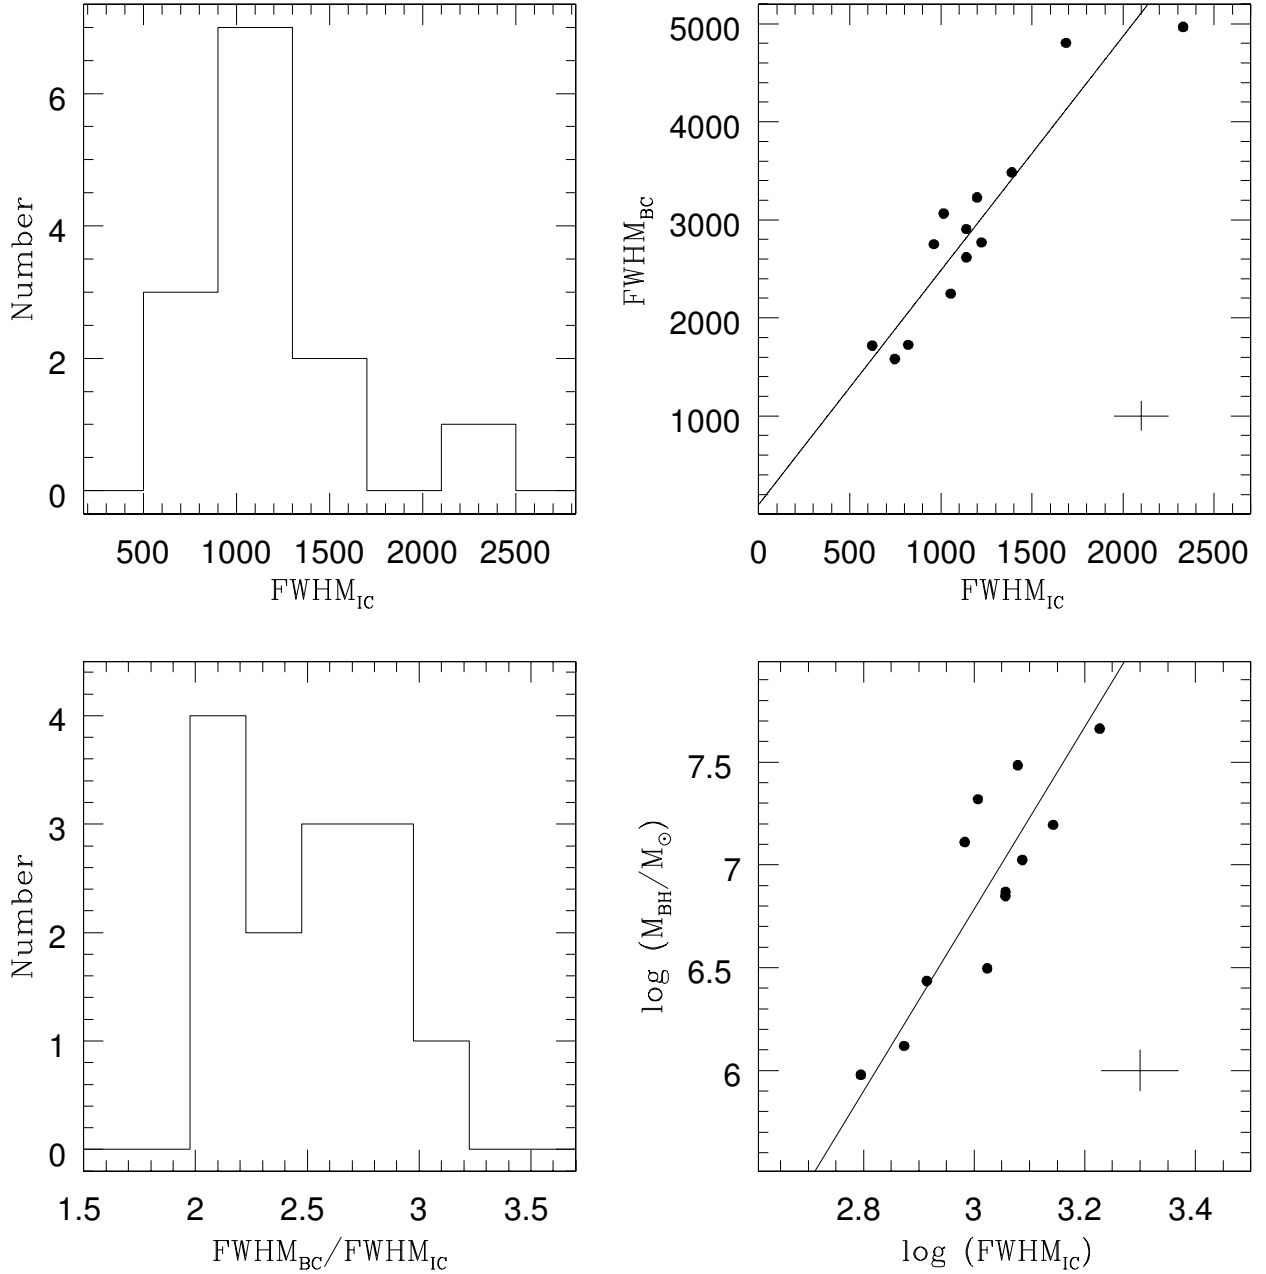 6
4
2
0
Number
500 1000 1500 2000 2500
FWHM_IC
5000
4000
3000
2000
1000
FWHM_BC
0 500 1000 1500 2000 2500
FWHM_IC
4
3
2
1
0
Number
1.5 2 2.5 3 3.5
FWHM_BC/FWHM_IC
7.5
7
6.5
6
log (M_BH/M_☉)
2.8 3 3.2 3.4
log (FWHM_IC)